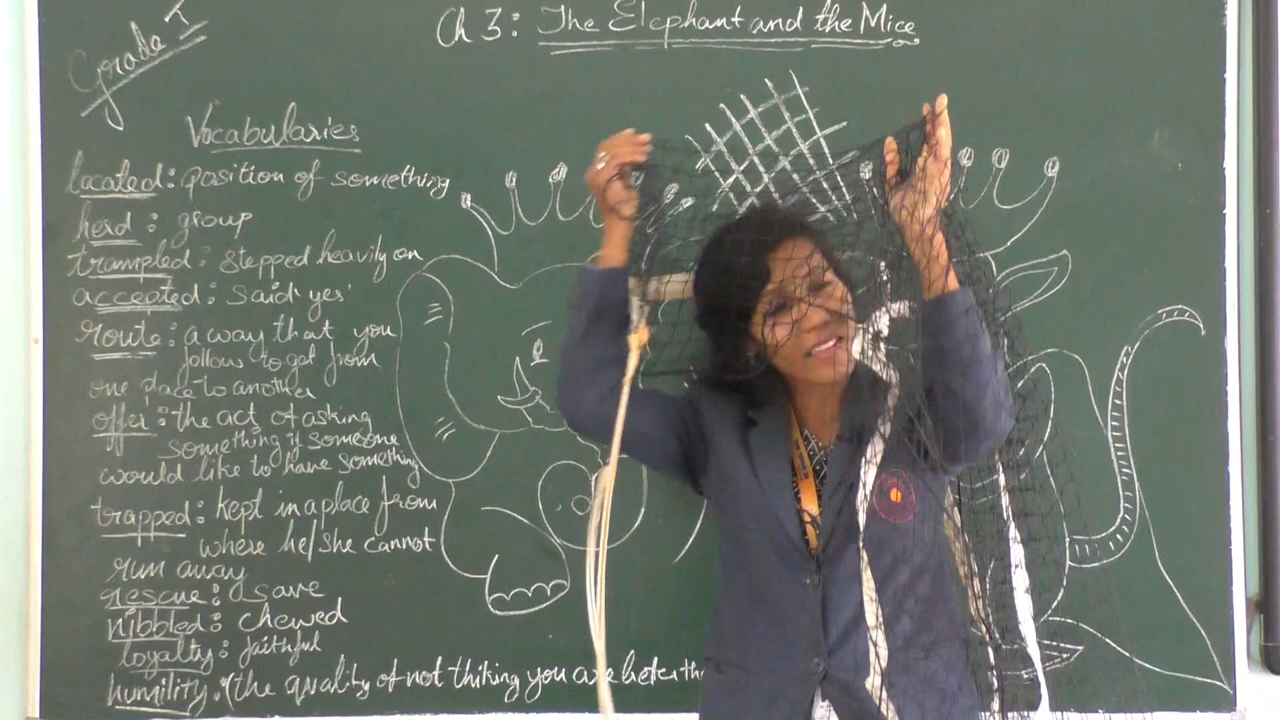 Grade I
Ch 3: The Elephant and the Mice
Vocabularies
located: position of something
herd: group
trampled: stepped heavily on
accepted: said 'yes'
route: a way that you
follow to get from
one place to another
offer: the act of asking
something if someone
would like to have something
trapped: kept in a place from
where he/she cannot
run away
rescue: save
nibbled: chewed
loyalty: faithful
humility: (the quality of not thiking you are better